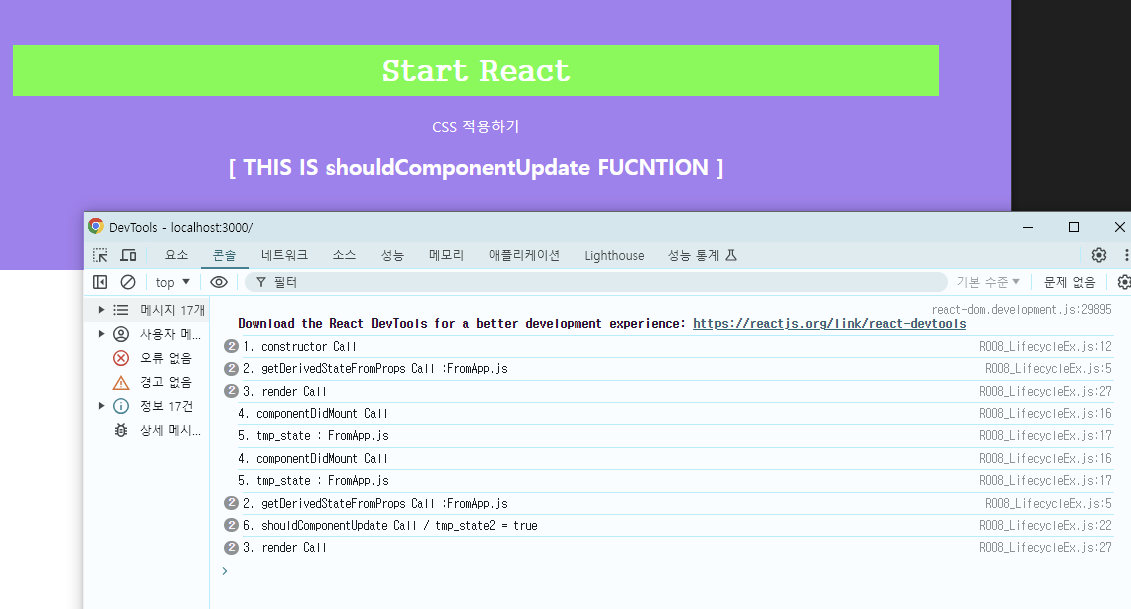 Start React
CSS 적용하기
[ THIS IS shouldComponentUpdate FUCNTION ]
DevTools - localhost:3000/
요소 콘솔 네트워크 소스 성능 메모리 애플리케이션 Lighthouse 성능 통계
top 필터 기본 수준 문제 없음
메시지 17개
사용자 메...
오류 없음
경고 없음
정보 17건
상세 메시...
react-dom.development.js:29895
Download the React DevTools for a better development experience: https://reactjs.org/link/react-devtools
2 1. constructor Call R008_LifecycleEx.js:12
2 2. getDerivedStateFromProps Call :FromApp.js R008_LifecycleEx.js:5
2 3. render Call R008_LifecycleEx.js:27
4. componentDidMount Call R008_LifecycleEx.js:16
5. tmp_state : FromApp.js R008_LifecycleEx.js:17
4. componentDidMount Call R008_LifecycleEx.js:16
5. tmp_state : FromApp.js R008_LifecycleEx.js:17
2 2. getDerivedStateFromProps Call :FromApp.js R008_LifecycleEx.js:5
2 6. shouldComponentUpdate Call / tmp_state2 = true R008_LifecycleEx.js:22
2 3. render Call R008_LifecycleEx.js:27